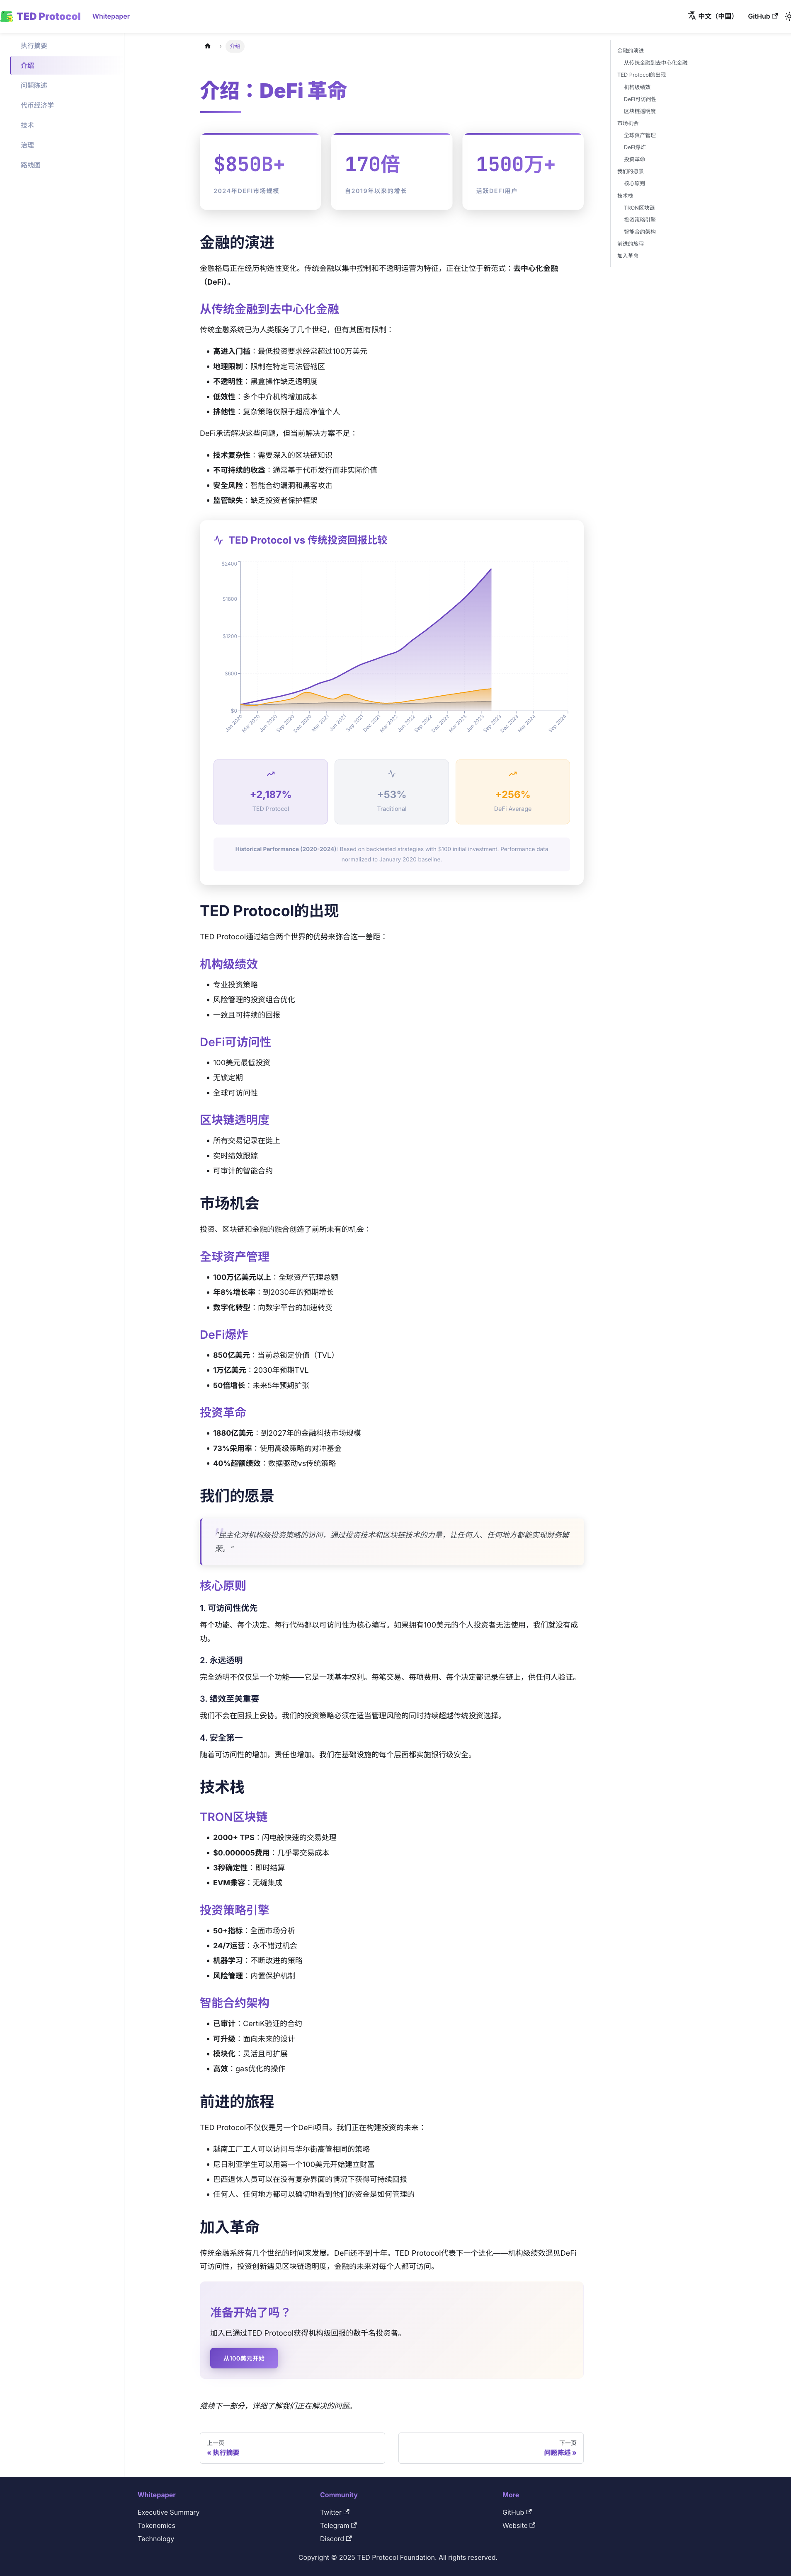 TED Protocol
Whitepaper
中文（中国）
GitHub
执行摘要
介绍
问题陈述
代币经济学
技术
治理
路线图
介绍
介绍：DeFi 革命
$850B+
2024年DEFI市场规模
170倍
自2019年以来的增长
1500万+
活跃DEFI用户
金融的演进
金融格局正在经历构造性变化。传统金融以集中控制和不透明运营为特征，正在让位于新范式：去中心化金融
（DeFi）。
从传统金融到去中心化金融
传统金融系统已为人类服务了几个世纪，但有其固有限制：
高进入门槛：最低投资要求经常超过100万美元
地理限制：限制在特定司法管辖区
不透明性：黑盒操作缺乏透明度
低效性：多个中介机构增加成本
排他性：复杂策略仅限于超高净值个人
DeFi承诺解决这些问题，但当前解决方案不足：
技术复杂性：需要深入的区块链知识
不可持续的收益：通常基于代币发行而非实际价值
安全风险：智能合约漏洞和黑客攻击
监管缺失：缺乏投资者保护框架
TED Protocol vs 传统投资回报比较
$2400
$1800
$1200
$600
$0
Jan 2020
Mar 2020
Jun 2020
Sep 2020
Dec 2020
Mar 2021
Jun 2021
Sep 2021
Dec 2021
Mar 2022
Jun 2022
Sep 2022
Dec 2022
Mar 2023
Jun 2023
Sep 2023
Dec 2023
Mar 2024
Sep 2024
+2,187%
TED Protocol
+53%
Traditional
+256%
DeFi Average
Historical Performance (2020-2024): Based on backtested strategies with $100 initial investment. Performance data
normalized to January 2020 baseline.
TED Protocol的出现
TED Protocol通过结合两个世界的优势来弥合这一差距：
机构级绩效
专业投资策略
风险管理的投资组合优化
一致且可持续的回报
DeFi可访问性
100美元最低投资
无锁定期
全球可访问性
区块链透明度
所有交易记录在链上
实时绩效跟踪
可审计的智能合约
市场机会
投资、区块链和金融的融合创造了前所未有的机会：
全球资产管理
100万亿美元以上：全球资产管理总额
年8%增长率：到2030年的预期增长
数字化转型：向数字平台的加速转变
DeFi爆炸
850亿美元：当前总锁定价值（TVL）
1万亿美元：2030年预期TVL
50倍增长：未来5年预期扩张
投资革命
1880亿美元：到2027年的金融科技市场规模
73%采用率：使用高级策略的对冲基金
40%超额绩效：数据驱动vs传统策略
我们的愿景
"民主化对机构级投资策略的访问，通过投资技术和区块链技术的力量，让任何人、任何地方都能实现财务繁
荣。"
核心原则
1. 可访问性优先
每个功能、每个决定、每行代码都以可访问性为核心编写。如果拥有100美元的个人投资者无法使用，我们就没有成
功。
2. 永远透明
完全透明不仅仅是一个功能——它是一项基本权利。每笔交易、每项费用、每个决定都记录在链上，供任何人验证。
3. 绩效至关重要
我们不会在回报上妥协。我们的投资策略必须在适当管理风险的同时持续超越传统投资选择。
4. 安全第一
随着可访问性的增加，责任也增加。我们在基础设施的每个层面都实施银行级安全。
技术栈
TRON区块链
2000+ TPS：闪电般快速的交易处理
$0.000005费用：几乎零交易成本
3秒确定性：即时结算
EVM兼容：无缝集成
投资策略引擎
50+指标：全面市场分析
24/7运营：永不错过机会
机器学习：不断改进的策略
风险管理：内置保护机制
智能合约架构
已审计：CertiK验证的合约
可升级：面向未来的设计
模块化：灵活且可扩展
高效：gas优化的操作
前进的旅程
TED Protocol不仅仅是另一个DeFi项目。我们正在构建投资的未来：
越南工厂工人可以访问与华尔街高管相同的策略
尼日利亚学生可以用第一个100美元开始建立财富
巴西退休人员可以在没有复杂界面的情况下获得可持续回报
任何人、任何地方都可以确切地看到他们的资金是如何管理的
加入革命
传统金融系统有几个世纪的时间来发展。DeFi还不到十年。TED Protocol代表下一个进化——机构级绩效遇见DeFi
可访问性，投资创新遇见区块链透明度，金融的未来对每个人都可访问。
准备开始了吗？
加入已通过TED Protocol获得机构级回报的数千名投资者。
从100美元开始
继续下一部分，详细了解我们正在解决的问题。
上一页
« 执行摘要
下一页
问题陈述 »
金融的演进
从传统金融到去中心化金融
TED Protocol的出现
机构级绩效
DeFi可访问性
区块链透明度
市场机会
全球资产管理
DeFi爆炸
投资革命
我们的愿景
核心原则
技术栈
TRON区块链
投资策略引擎
智能合约架构
前进的旅程
加入革命
Whitepaper
Executive Summary
Tokenomics
Technology
Community
Twitter
Telegram
Discord
More
GitHub
Website
Copyright © 2025 TED Protocol Foundation. All rights reserved.